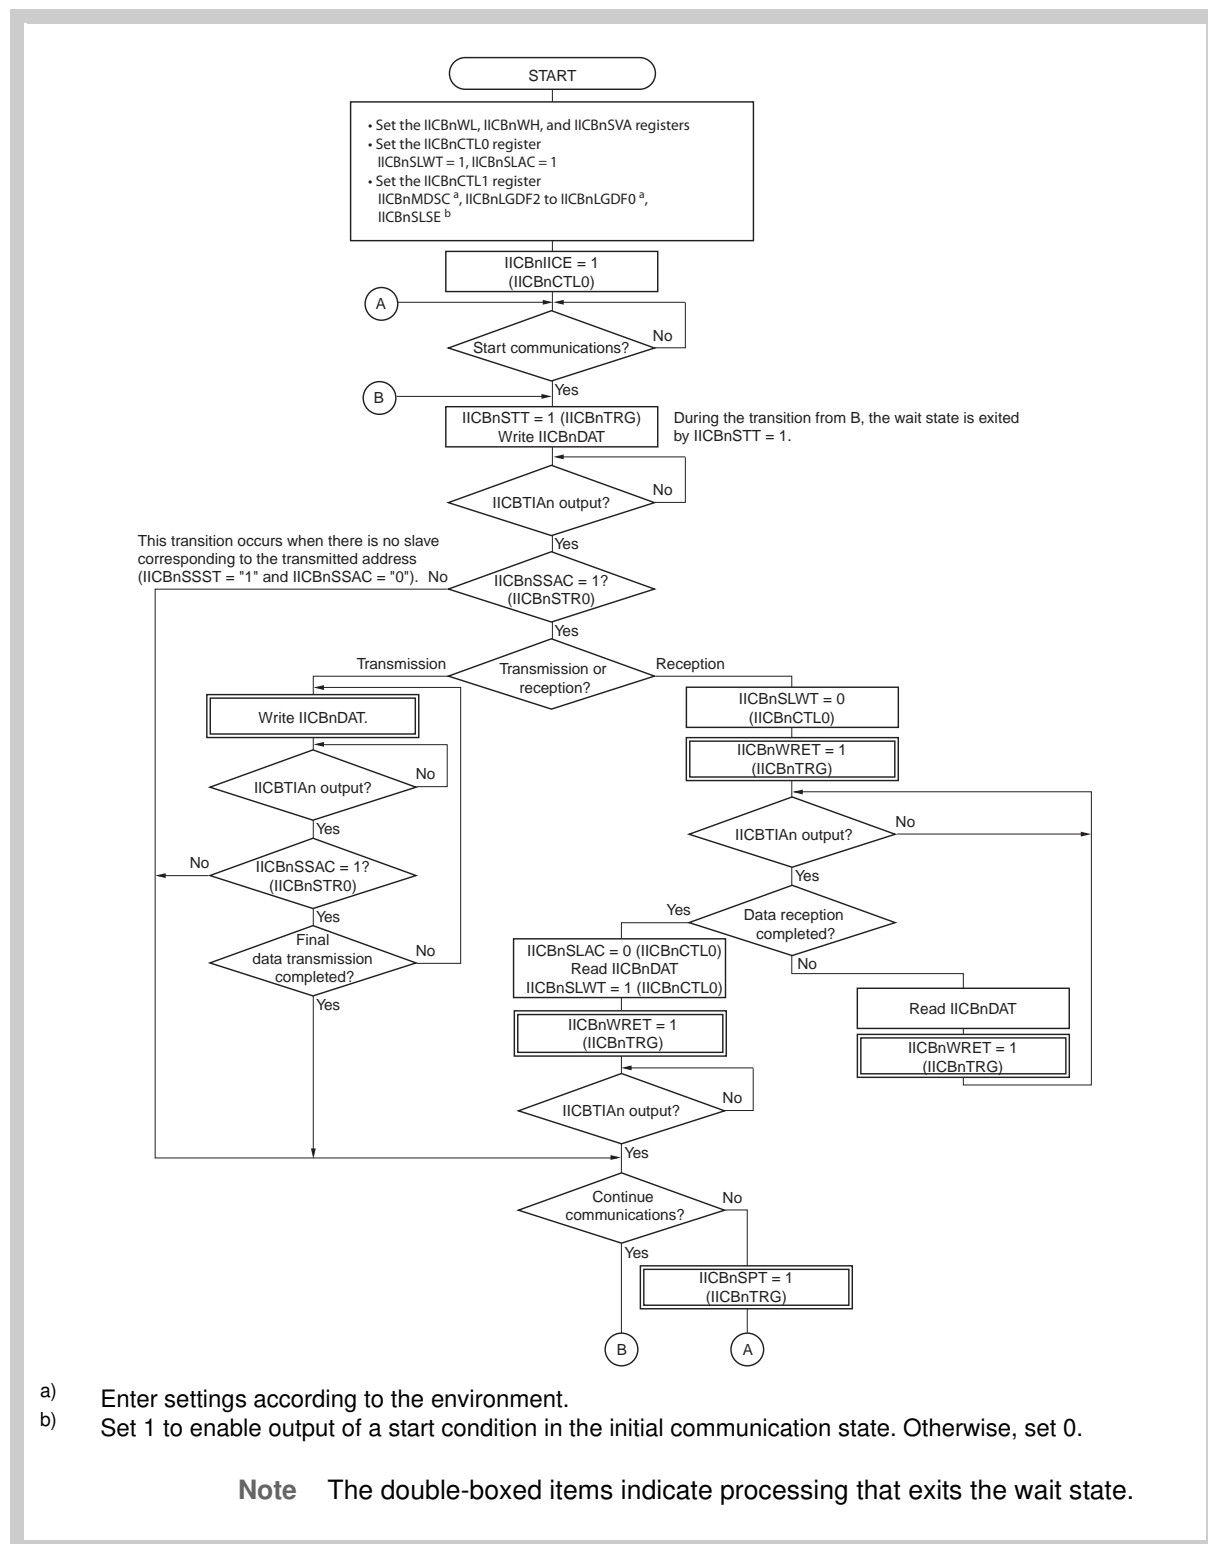 START
• Set the IICBnWL, IICBnWH, and IICBnSVA registers
• Set the IICBnCTL0 register
IICBnSLWT = 1, IICBnSLAC = 1
• Set the IICBnCTL1 register
IICBnMDSC a, IICBnLGDF2 to IICBnLGDF0 a,
IICBnSLSE b
IICBnIICE = 1
(IICBnCTL0)
A
Start communications?
No
Yes
B
IICBnSTT = 1 (IICBnTRG)
Write IICBnDAT
During the transition from B, the wait state is exited
by IICBnSTT = 1.
IICBTIAn output?
No
Yes
This transition occurs when there is no slave
corresponding to the transmitted address
(IICBnSSST = "1" and IICBnSSAC = "0"). No
IICBnSSAC = 1?
(IICBnSTR0)
Yes
Transmission
Transmission or
reception?
Reception
Write IICBnDAT.
IICBTIAn output?
No
Yes
No
IICBnSSAC = 1?
(IICBnSTR0)
Yes
Final
data transmission
completed?
No
Yes
IICBnSLWT = 0
(IICBnCTL0)
IICBnWRET = 1
(IICBnTRG)
IICBTIAn output?
No
Yes
Yes
Data reception
completed?
No
IICBnSLAC = 0 (IICBnCTL0)
Read IICBnDAT
IICBnSLWT = 1 (IICBnCTL0)
Read IICBnDAT
IICBnWRET = 1
(IICBnTRG)
IICBnWRET = 1
(IICBnTRG)
IICBTIAn output?
No
Yes
Continue
communications?
No
Yes
IICBnSPT = 1
(IICBnTRG)
B
A
a) Enter settings according to the environment.
b) Set 1 to enable output of a start condition in the initial communication state. Otherwise, set 0.
Note The double-boxed items indicate processing that exits the wait state.